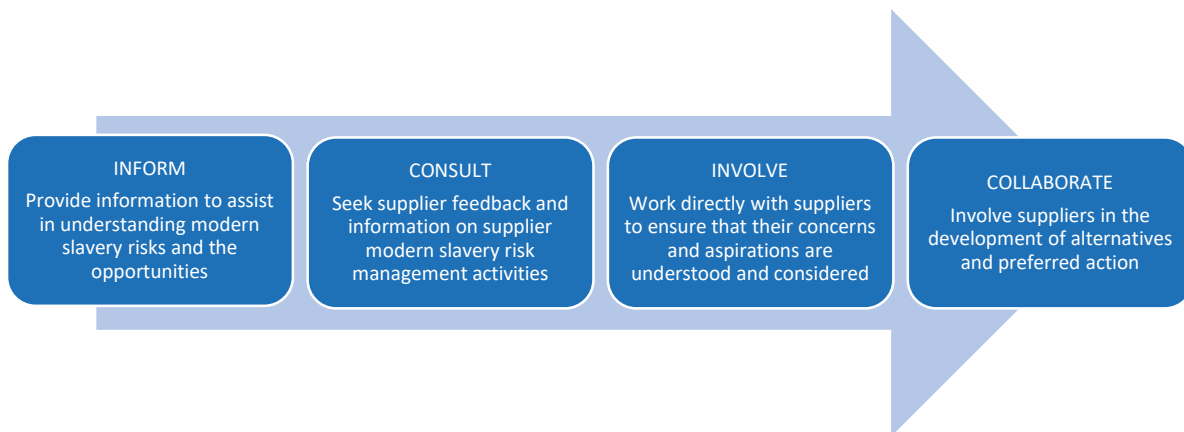 INFORM
Provide information to assist
in understanding modern
slavery risks and the
opportunities
CONSULT
Seek supplier feedback and
information on supplier
modern slavery risk
management activities
INVOLVE
Work directly with suppliers
to ensure that their concerns
and aspirations are
understood and considered
COLLABORATE
Involve suppliers in the
development of alternatives
and preferred action